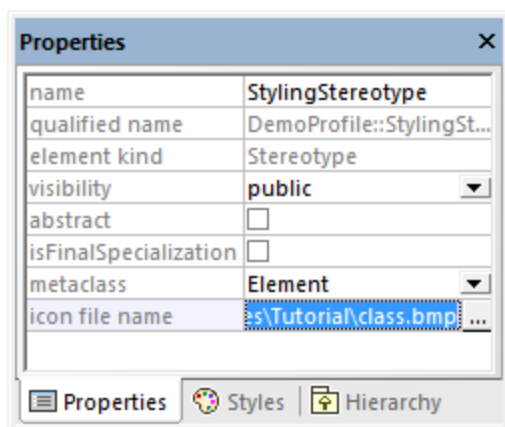 Properties
name StylingStereotype
qualified name DemoProfile::StylingSt...
element kind Stereotype
visibility public
abstract
isFinalSpecialization
metaclass Element
icon file name es\Tutorial\class.bmp ...
Properties Styles Hierarchy